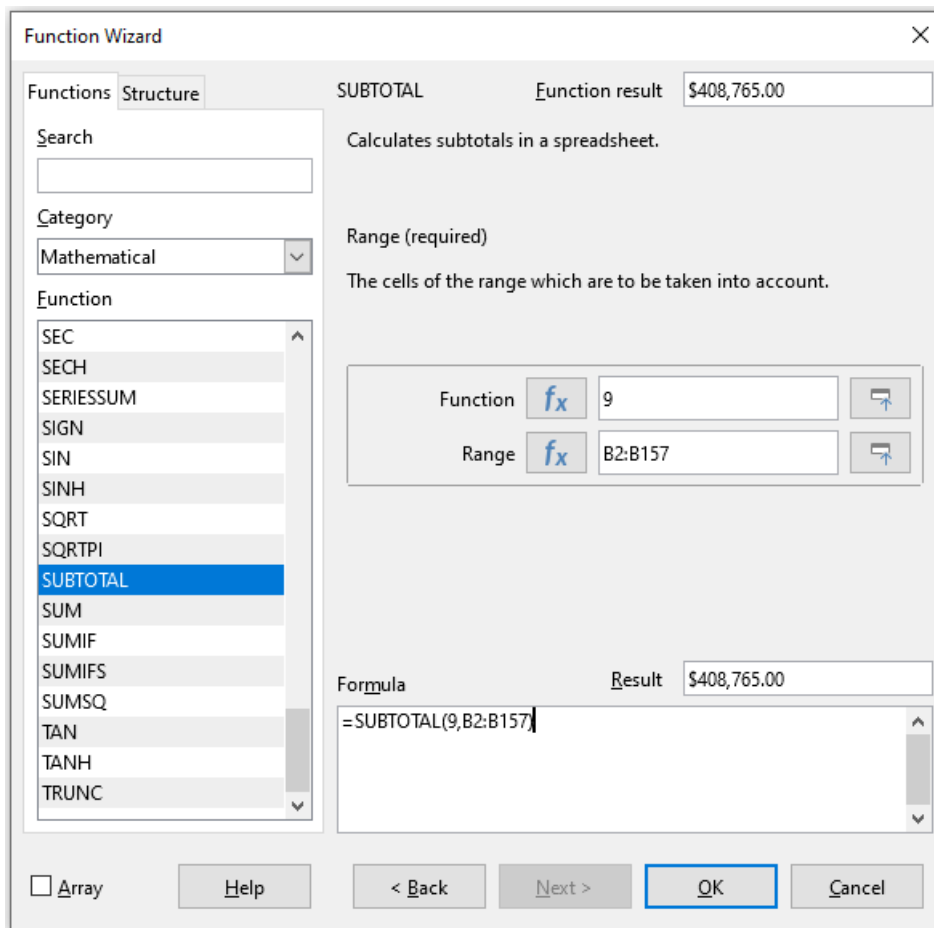 Function Wizard
Functions Structure
Search
Category
Mathematical
Function
SEC
SECH
SERIESSUM
SIGN
SIN
SINH
SQRT
SQRTPI
SUBTOTAL
SUM
SUMIF
SUMIFS
SUMSQ
TAN
TANH
TRUNC
SUBTOTAL Function result $408,765.00
Calculates subtotals in a spreadsheet.
Range (required)
The cells of the range which are to be taken into account.
Function fx 9
Range fx B2:B157
Formula Result $408,765.00
=SUBTOTAL(9,B2:B157)
Array Help < Back Next > OK Cancel